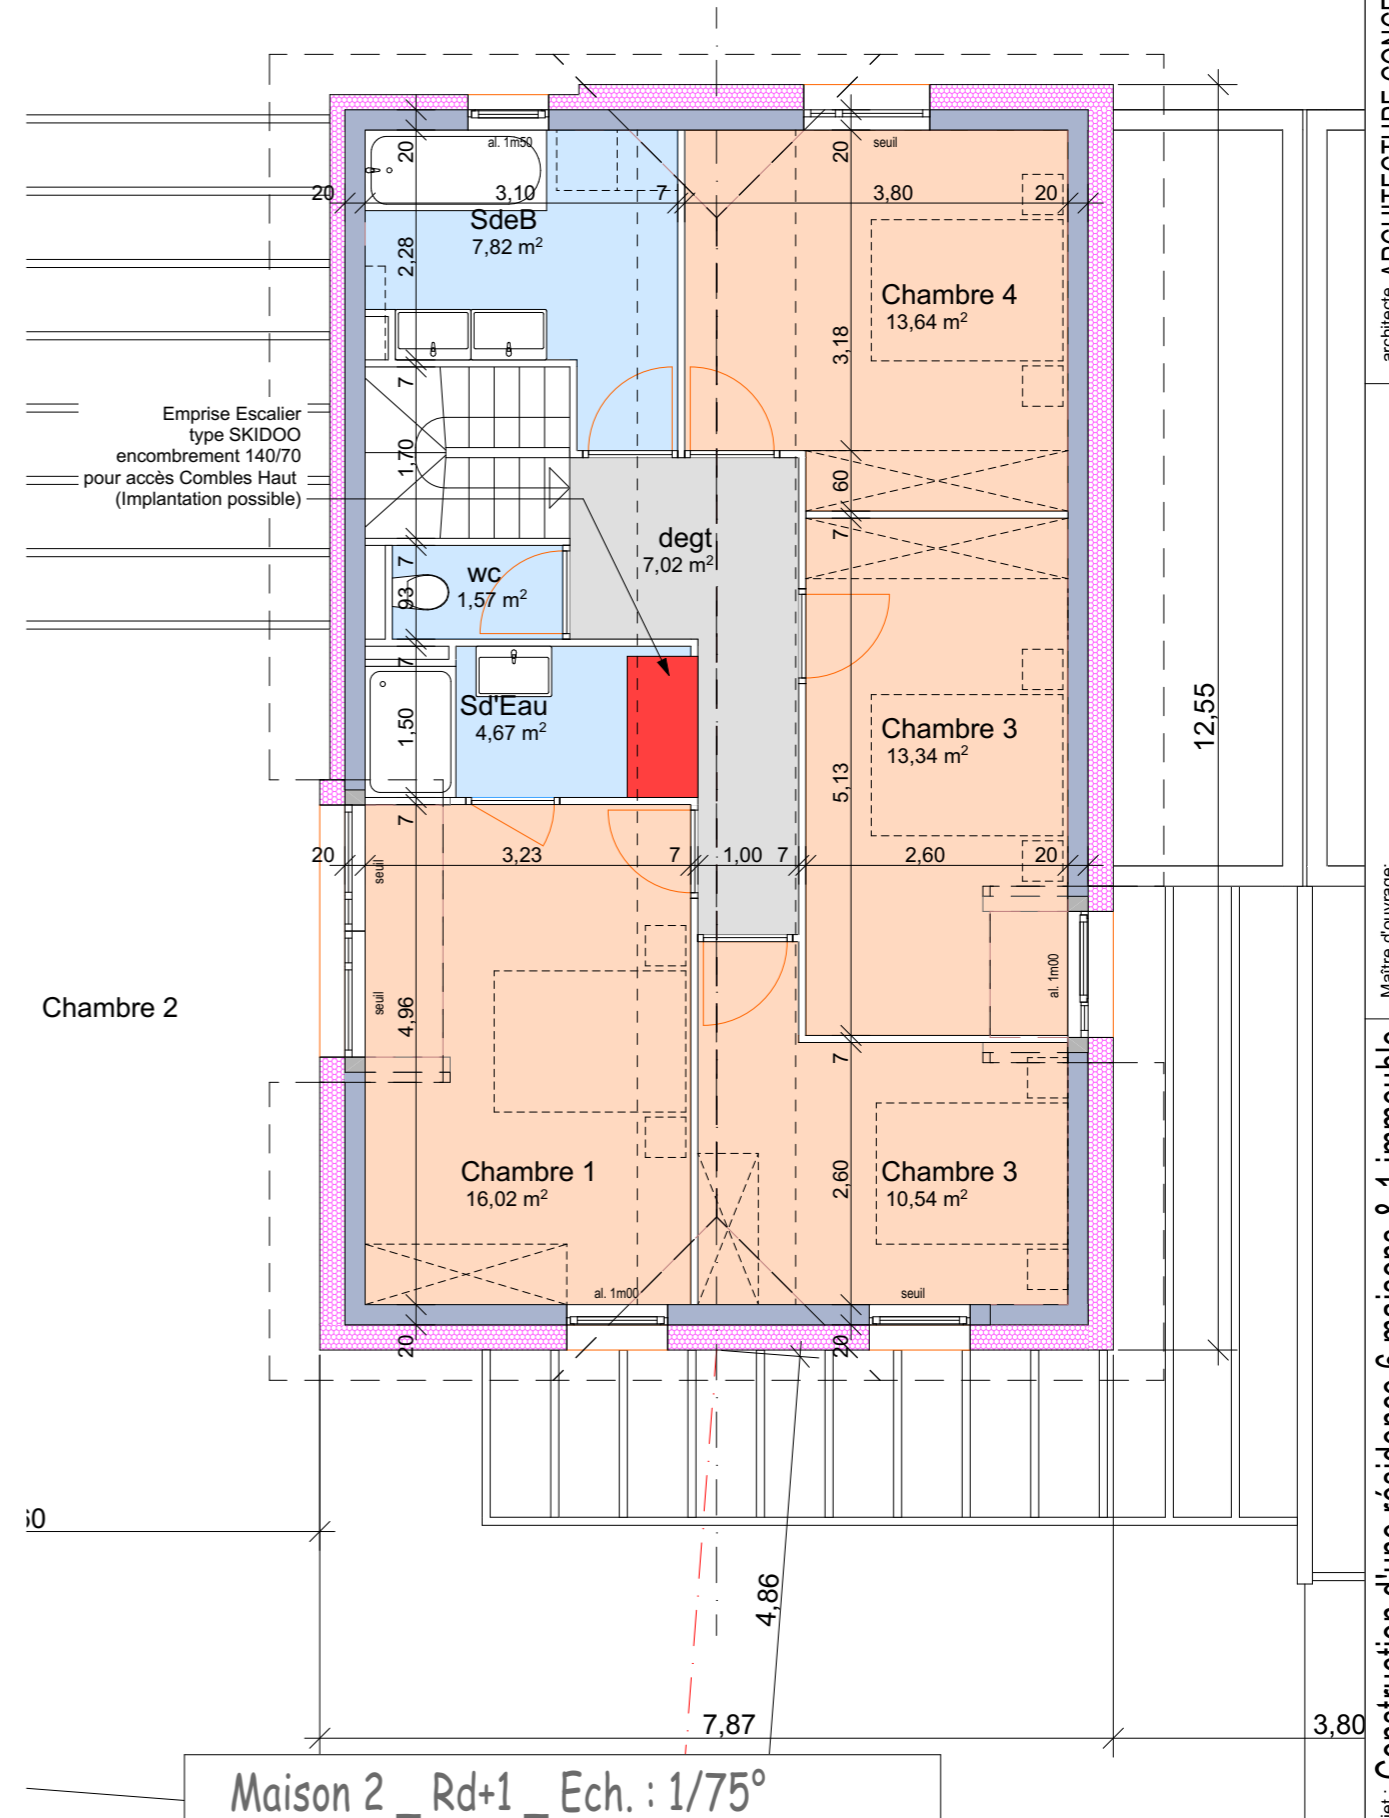 20
al. 1m50
20
seuil
20
3,10
7
3,80
20
SdeB
7,82 m²
2,28
Chambre 4
13,64 m²
3,18
7
Emprise Escalier
type SKIDOO
encombrement 140/70
pour accès Combles Haut
(Implantation possible)
1,70
60
degt
7,02 m²
7
7
wc
1,57 m²
93
7
Sd'Eau
4,67 m²
1,50
Chambre 3
13,34 m²
12,55
5,13
7
20
3,23
7
1,00
7
2,60
20
seuil
al. 1m00
seuil
Chambre 2
4,96
7
Chambre 1
16,02 m²
2,60
Chambre 3
10,54 m²
al. 1m00
seuil
20
20
4,86
7,87
3,80
Maison 2 _ Rd+1 _ Ech. : 1/75°
architecte ARCHITECTURE CONCE
Maître d'ouvrage:
jet : Construction d'une résidence 6 maisons & 1 immeuble